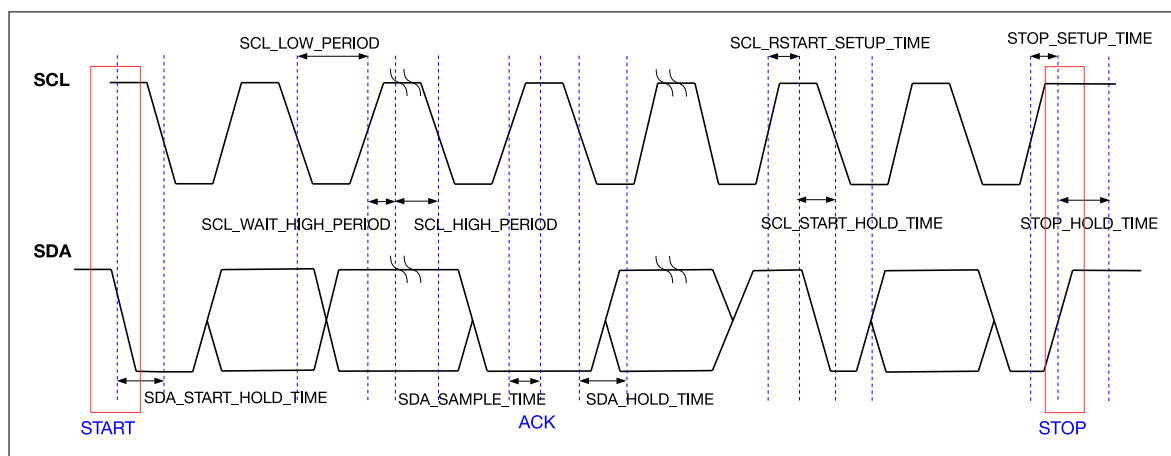 SCL_LOW_PERIOD
SCL_RSTART_SETUP_TIME
STOP_SETUP_TIME
SCL
SCL_WAIT_HIGH_PERIOD
SCL_HIGH_PERIOD
SCL_START_HOLD_TIME
STOP_HOLD_TIME
SDA
SDA_START_HOLD_TIME
SDA_SAMPLE_TIME
SDA_HOLD_TIME
START
ACK
STOP